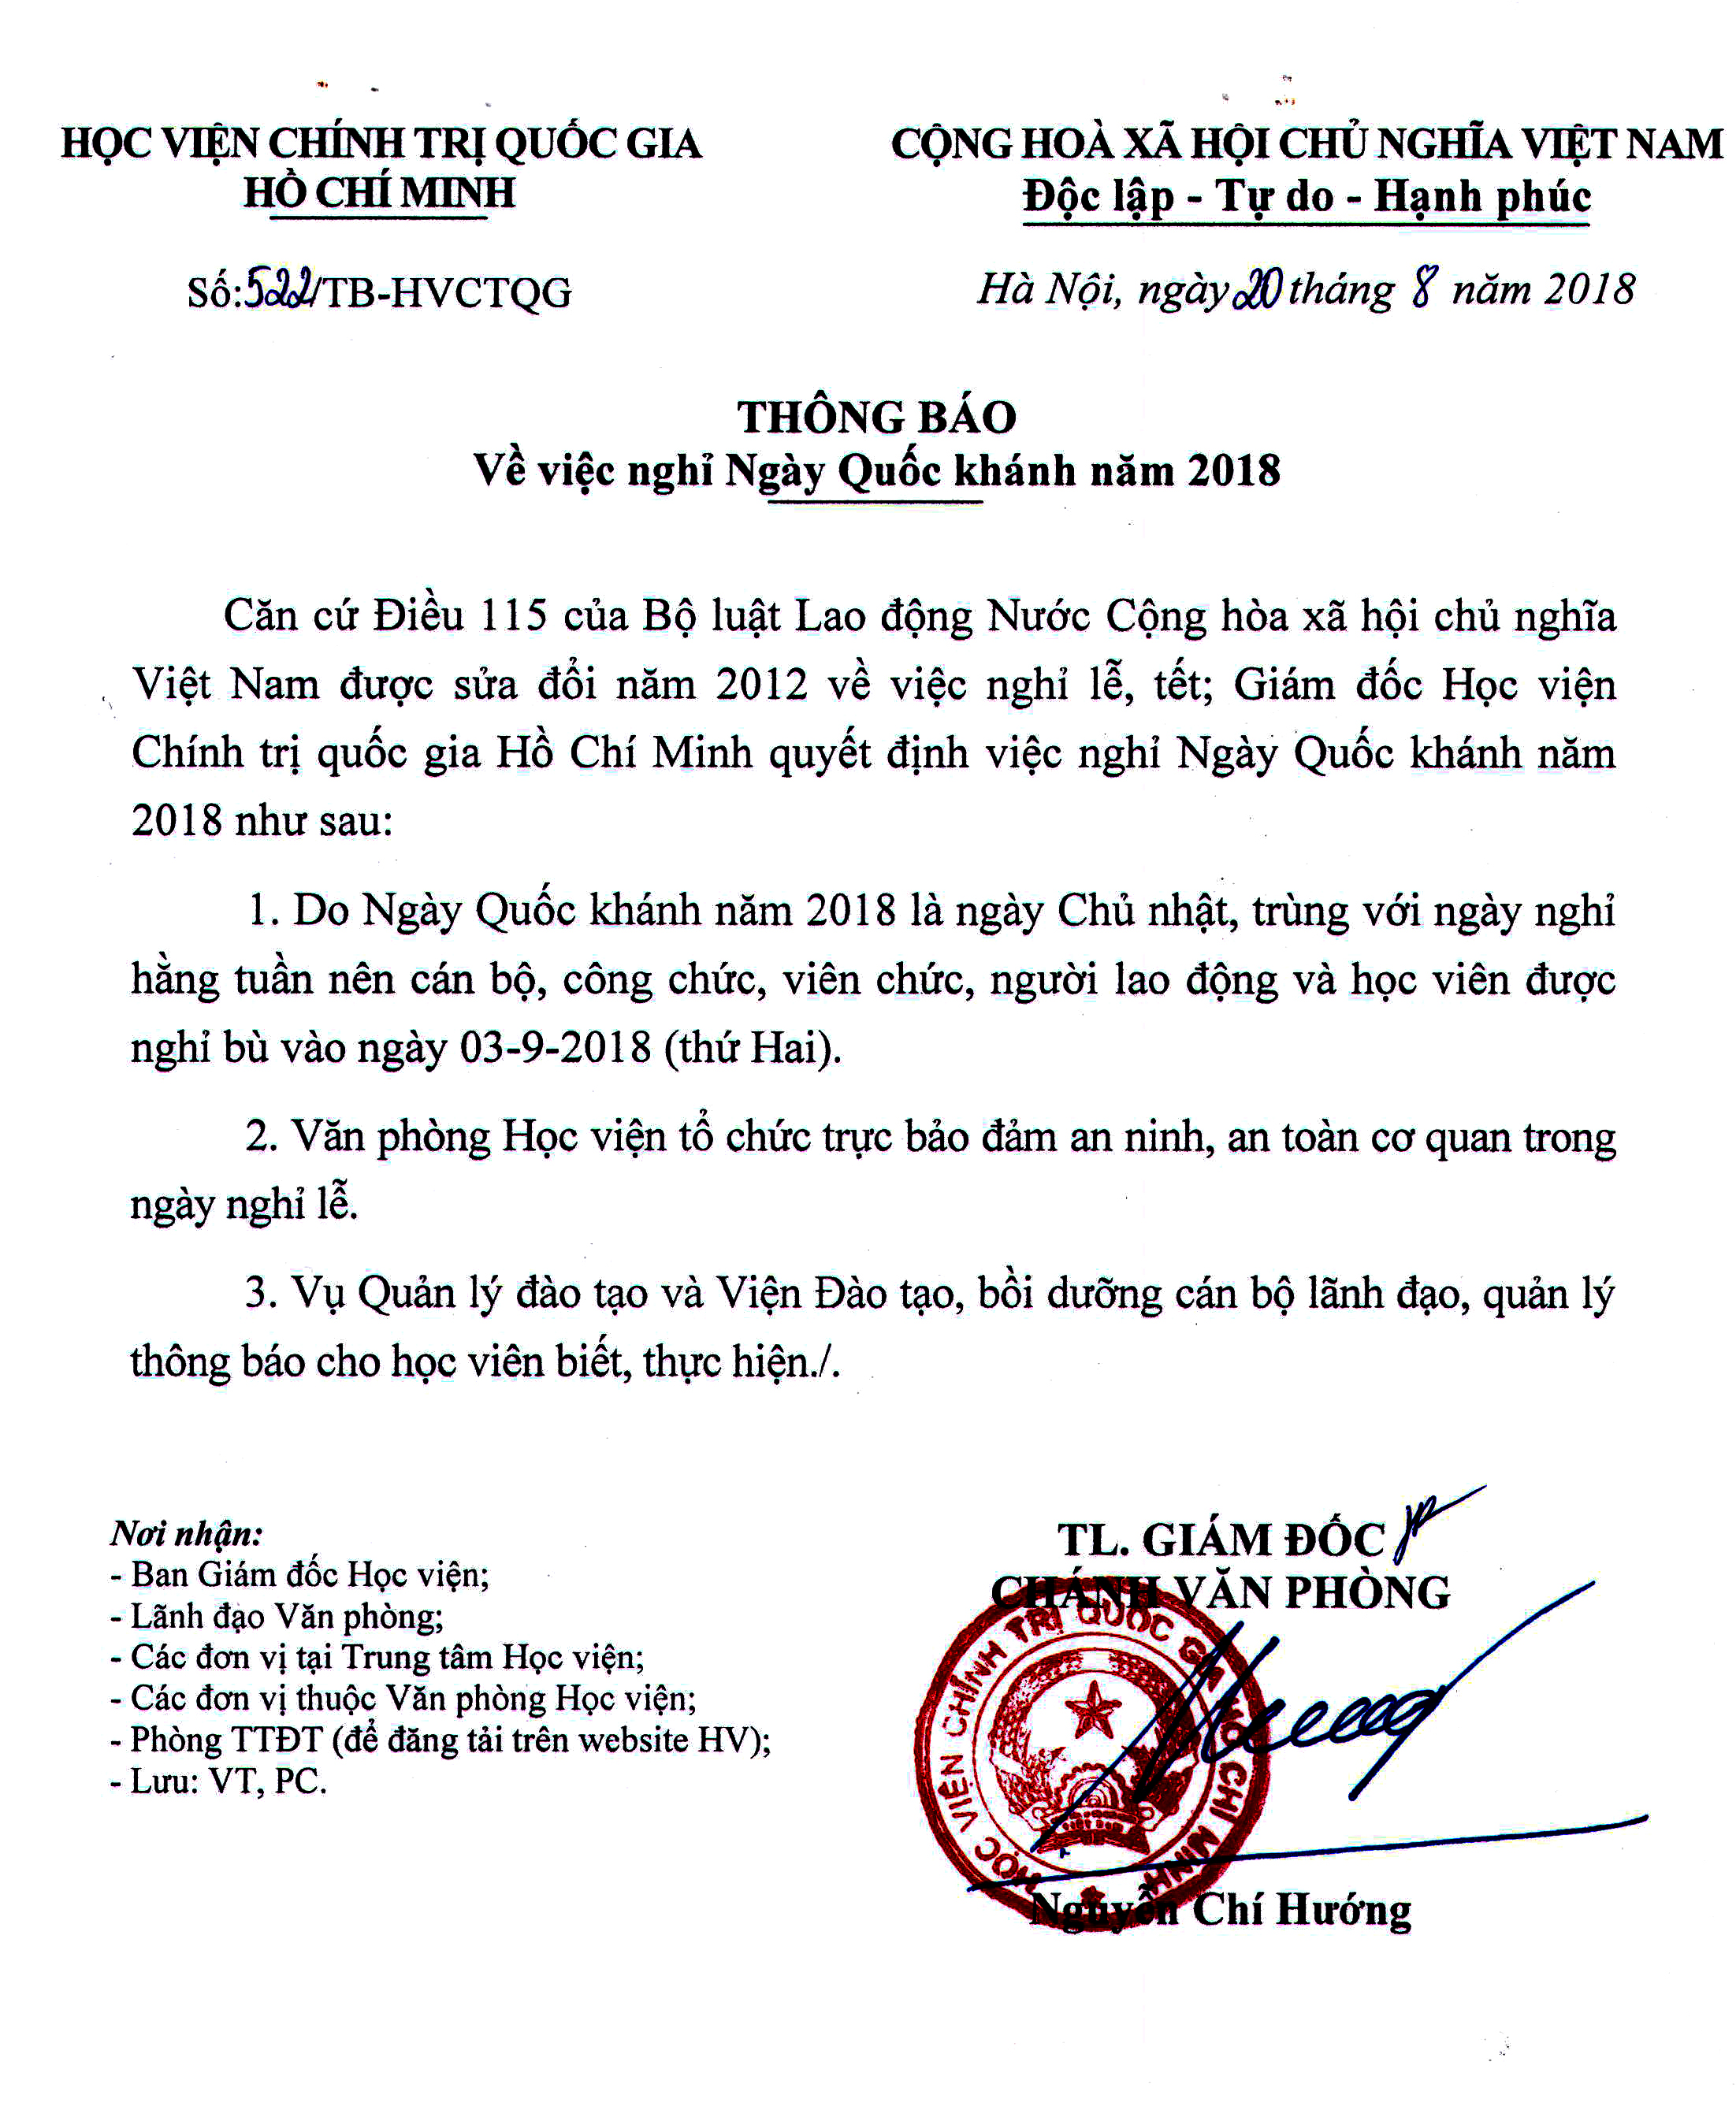 HỌC VIỆN CHÍNH TRỊ QUỐC GIA
HỒ CHÍ MINH
CỘNG HOÀ XÃ HỘI CHỦ NGHĨA VIỆT NAM
Độc lập - Tự do - Hạnh phúc
Số:522/TB-HVCTQG
Hà Nội, ngày 20 tháng 8 năm 2018
THÔNG BÁO
Về việc nghỉ Ngày Quốc khánh năm 2018
Căn cứ Điều 115 của Bộ luật Lao động Nước Cộng hòa xã hội chủ nghĩa
Việt Nam được sửa đổi năm 2012 về việc nghỉ lễ, tết; Giám đốc Học viện
Chính trị quốc gia Hồ Chí Minh quyết định việc nghỉ Ngày Quốc khánh năm
2018 như sau:
1. Do Ngày Quốc khánh năm 2018 là ngày Chủ nhật, trùng với ngày nghỉ
hằng tuần nên cán bộ, công chức, viên chức, người lao động và học viên được
nghỉ bù vào ngày 03-9-2018 (thứ Hai).
2. Văn phòng Học viện tổ chức trực bảo đảm an ninh, an toàn cơ quan trong
ngày nghỉ lễ.
3. Vụ Quản lý đào tạo và Viện Đào tạo, bồi dưỡng cán bộ lãnh đạo, quản lý
thông báo cho học viên biết, thực hiện./.
Nơi nhận:
- Ban Giám đốc Học viện;
- Lãnh đạo Văn phòng;
- Các đơn vị tại Trung tâm Học viện;
- Các đơn vị thuộc Văn phòng Học viện;
- Phòng TTĐT (để đăng tải trên website HV);
- Lưu: VT, PC.
TL. GIÁM ĐỐC
CHÁNH VĂN PHÒNG
HỌC VIỆN CHÍNH TRỊ QUỐC GIA HỒ CHÍ MINH
Nguyễn Chí Hướng